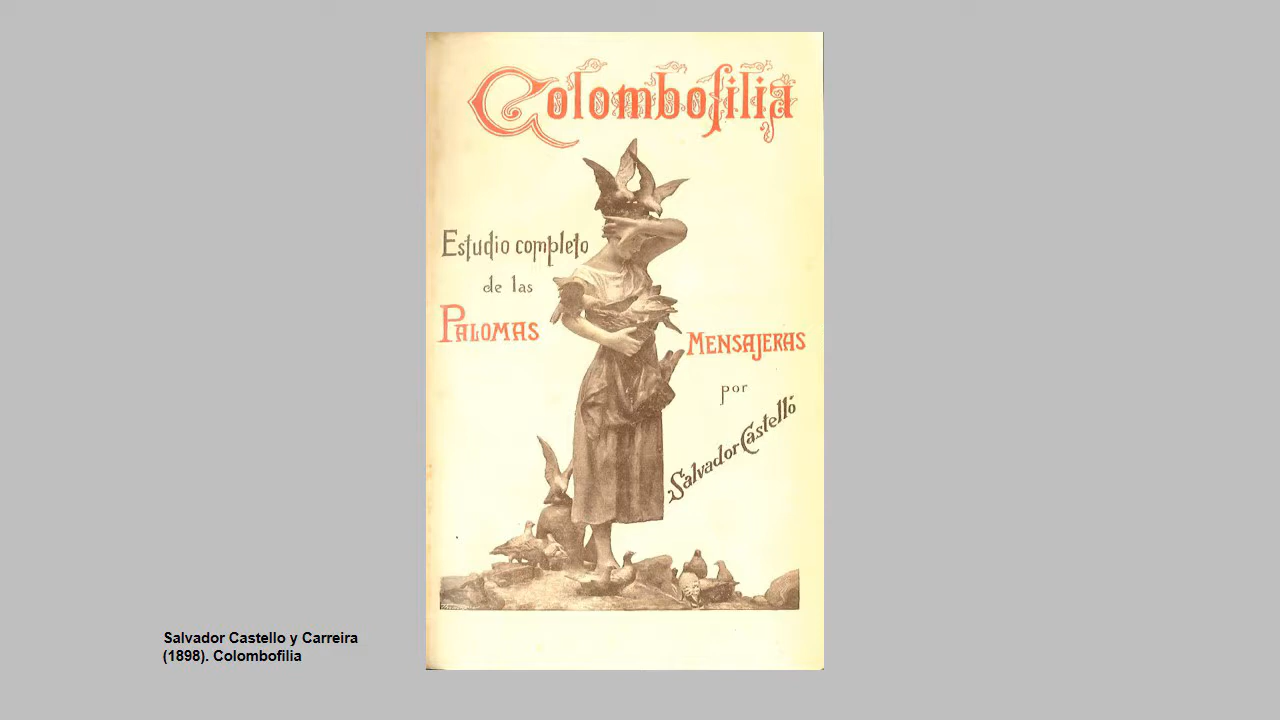 Colombofilia
Estudio completo
de las
PALOMAS
MENSAJERAS
por
Salvador Castelló
Salvador Castello y Carreira
(1898). Colombofilia